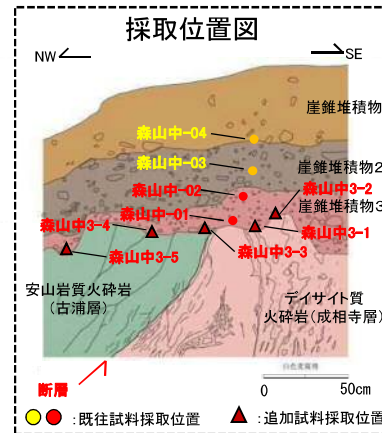 採取位置図
NW
SE
崖錐堆積物
森山中-04
森山中-03
崖錐堆積物2
森山中-02
森山中3-2
森山中-01
崖錐堆積物3
森山中3-4
森山中3-1
森山中3-3
森山中3-5
安山岩質火砕岩
(古浦層)
デイサイト質
火砕岩(成相寺層)
断層
0 50cm
:既往試料採取位置
:追加試料採取位置